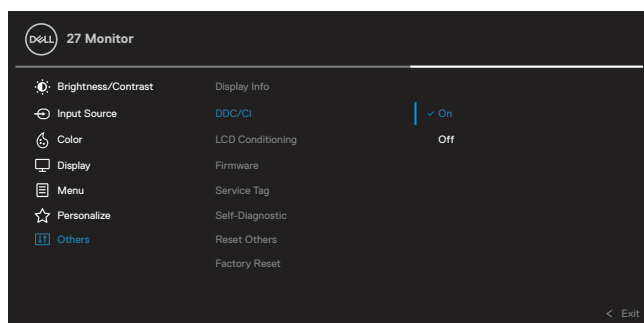 DELL 27 Monitor
Brightness/Contrast Display Info
Input Source DDC/CI ✓ On
Color LCD Conditioning Off
Display Firmware
Menu Service Tag
Personalize Self-Diagnostic
Others Reset Others
Factory Reset
< Exit